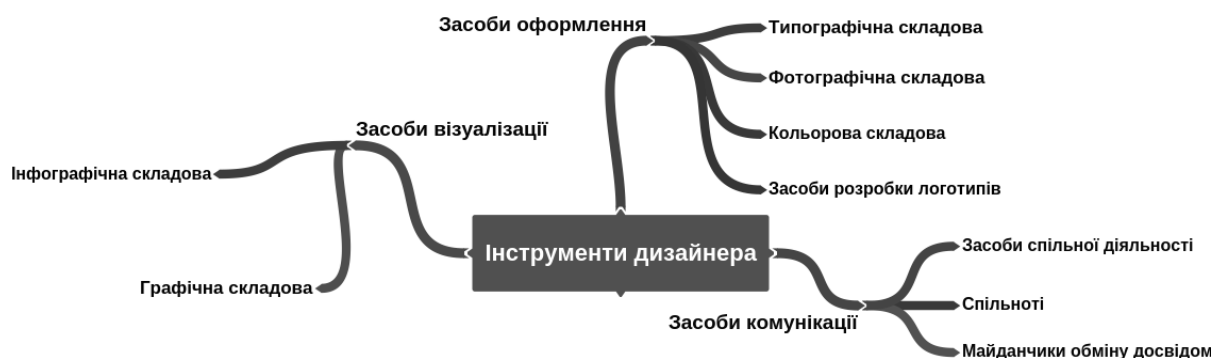 Засоби оформлення
Типографічна складова
Фотографічна складова
Кольорова складова
Засоби розробки логотипів
Засоби візуалізації
Інфографічна складова
Графічна складова
Інструменти дизайнера
Засоби комунікації
Засоби спільної діяльності
Спільноті
Майданчики обміну досвідом